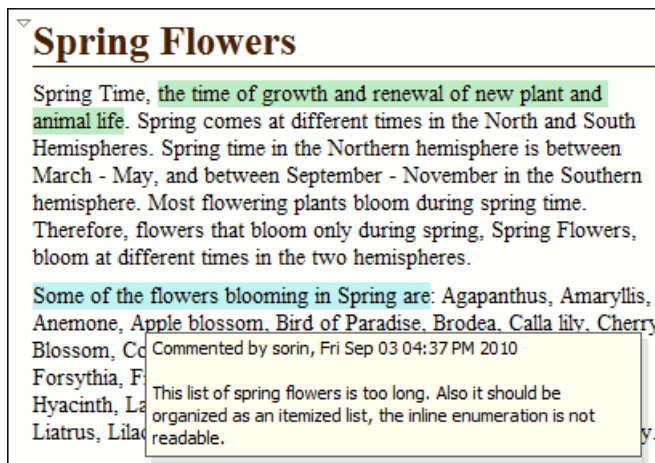 Spring Flowers
Spring Time, the time of growth and renewal of new plant and
animal life. Spring comes at different times in the North and South
Hemispheres. Spring time in the Northern hemisphere is between
March - May, and between September - November in the Southern
hemisphere. Most flowering plants bloom during spring time.
Therefore, flowers that bloom only during spring, Spring Flowers,
bloom at different times in the two hemispheres.
Some of the flowers blooming in Spring are: Agapanthus, Amaryllis,
Anemone, Apple blossom, Bird of Paradise, Brodea, Calla lily, Cherry
Blossom,
Commented by sorin, Fri Sep 03 04:37 PM 2010
Forsythia,
This list of spring flowers is too long. Also it should be
Hyacinth,
organized as an itemized list, the inline enumeration is not
Liatrus,
readable.